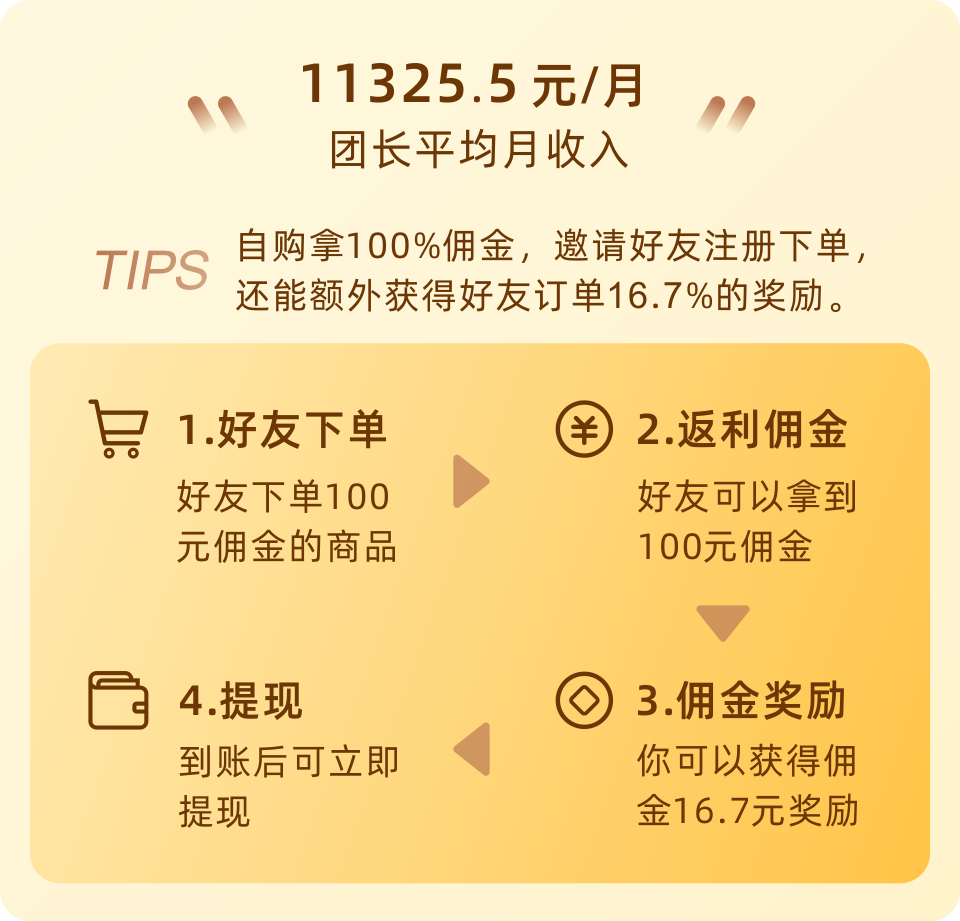 11325.5 元/月
团长平均月收入
TIPS
自购拿100%佣金，邀请好友注册下单，
还能额外获得好友订单16.7%的奖励。
1.好友下单
好友下单100
元佣金的商品
2.返利佣金
好友可以拿到
100元佣金
3.佣金奖励
你可以获得佣
金16.7元奖励
4.提现
到账后可立即
提现